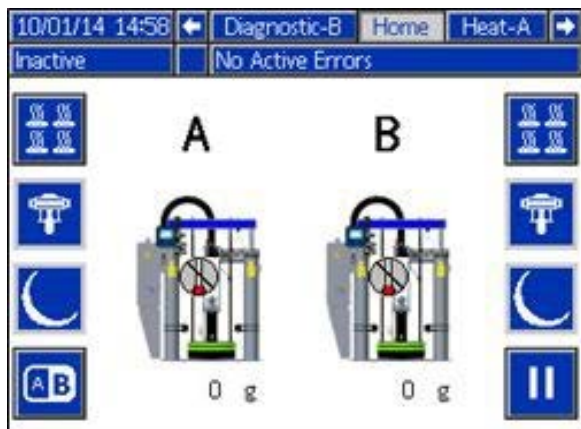 10/01/14 14:58 Diagnostic-B Home Heat-A
Inactive No Active Errors
A B
A B
0 g 0 g